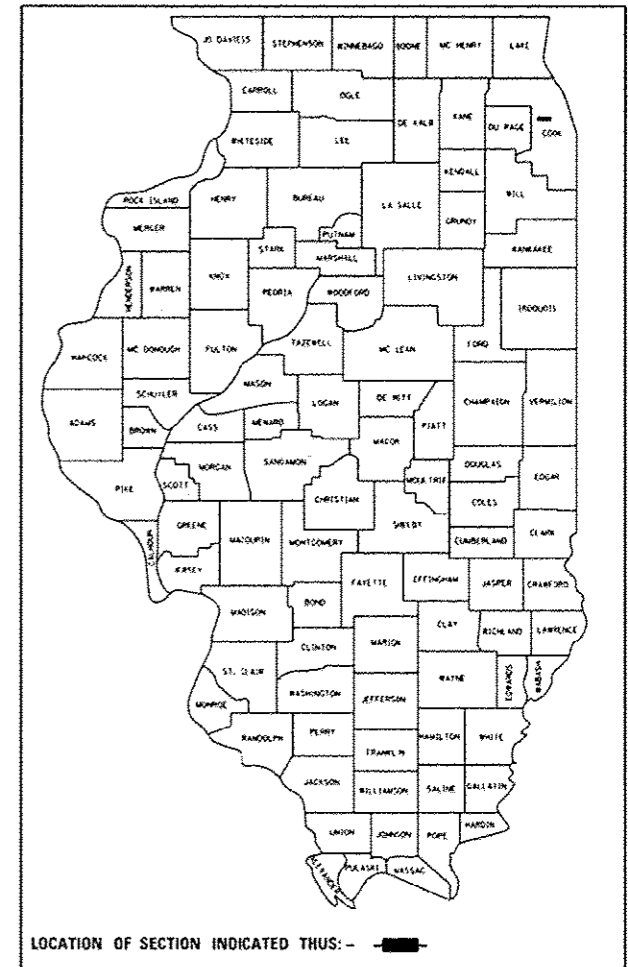 JO DAVIESS STEPHENSON WINNEBAGO BOONE MC HENRY LAKE
CARROLL OGLE DE KALB KANE DU PAGE COOK
WHITESIDE LEE KENDALL WILL
ROCK ISLAND HENRY BUREAU LA SALLE GRUNDY
MERCER PUTNAM KANKAKEE
STARK MARSHALL LIVINGSTON
HENDERSON WARREN KNOX PEORIA WOODFORD IROQUOIS
HANCOCK MC DONOUGH FULTON TAZEWELL MC LEAN FORD
MASON
SCHUYLER LOGAN DE WITT CHAMPAIGN VERMILION
ADAMS BROWN CASS MENARD PIATT
MACON
MORGAN SANGAMON DOUGLAS
PIKE SCOTT CHRISTIAN MOULTRIE EDGAR
COLES
GREENE SHELBY
CALHOUN MACOUPIN MONTGOMERY CUMBERLAND CLARK
JERSEY FAYETTE EFFINGHAM JASPER CRAWFORD
MADISON BOND
CLAY RICHLAND LAWRENCE
CLINTON MARION
ST. CLAIR WAYNE EDWARDS WABASH
WASHINGTON JEFFERSON
MONROE
RANDOLPH PERRY HAMILTON WHITE
FRANKLIN
JACKSON WILLIAMSON SALINE GALLATIN
UNION JOHNSON POPE HARDIN
ALEXANDER PULASKI MASSAC
LOCATION OF SECTION INDICATED THUS: -